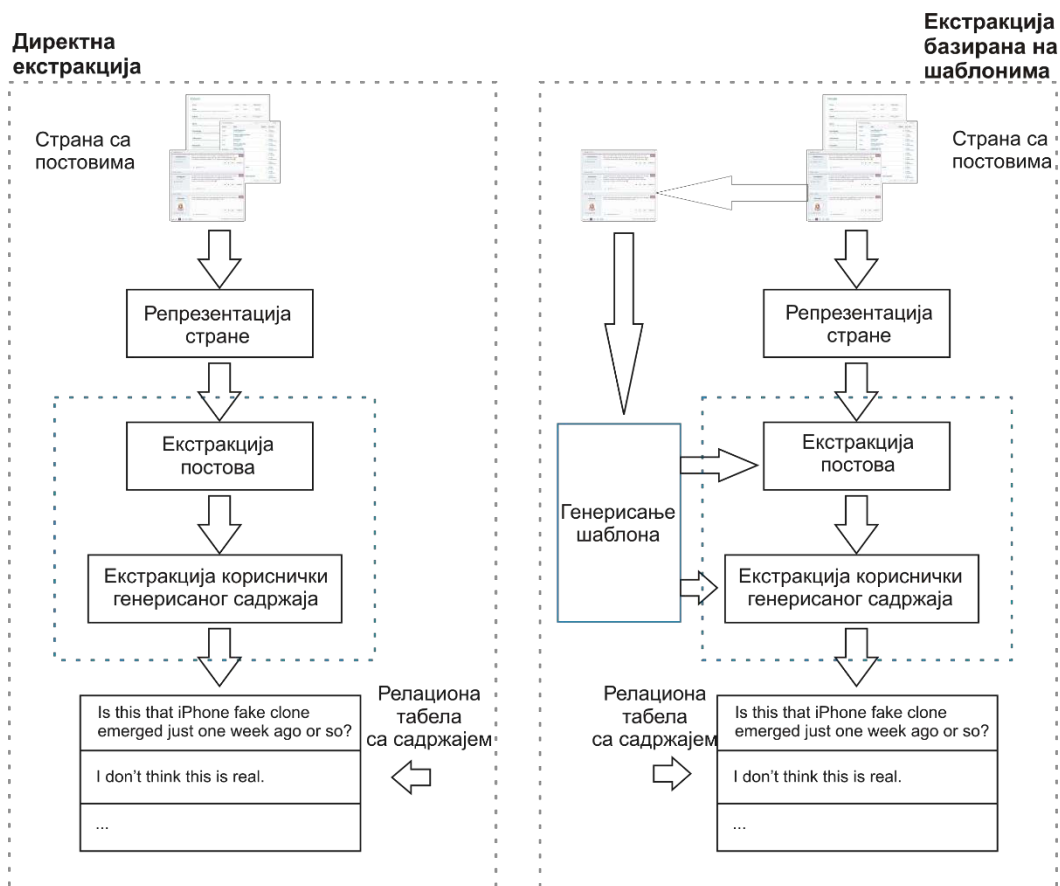 Директна
екстракција
Страна са
постовима
Репрезентација
стране
Екстракција
постова
Екстракција кориснички
генерисаног садржаја
Is this that iPhone fake clone
emerged just one week ago or so?
I don't think this is real.
...
Релациона
табела
са садржајем
Екстракција
базирана на
шаблонима
Страна са
постовима
Репрезентација
стране
Генерисање
шаблона
Екстракција
постова
Екстракција кориснички
генерисаног садржаја
Релациона
табела
са садржајем
Is this that iPhone fake clone
emerged just one week ago or so?
I don't think this is real.
...